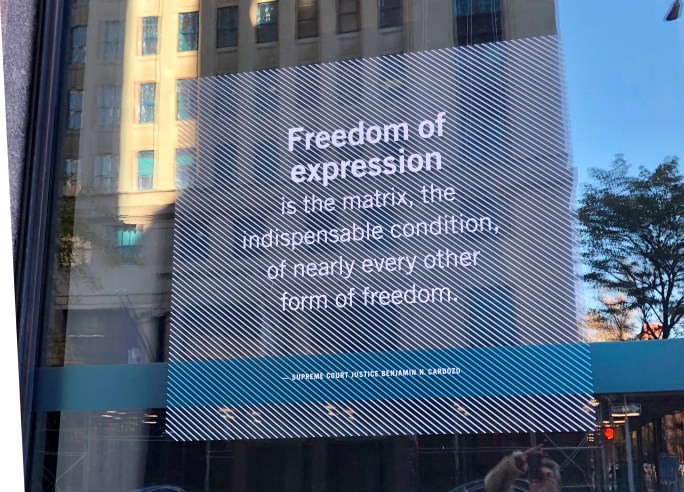 Freedom of
expression
is the matrix, the
indispensable condition,
of nearly every other
form of freedom.
— SUPREME COURT JUSTICE BENJAMIN N. CARDOZO